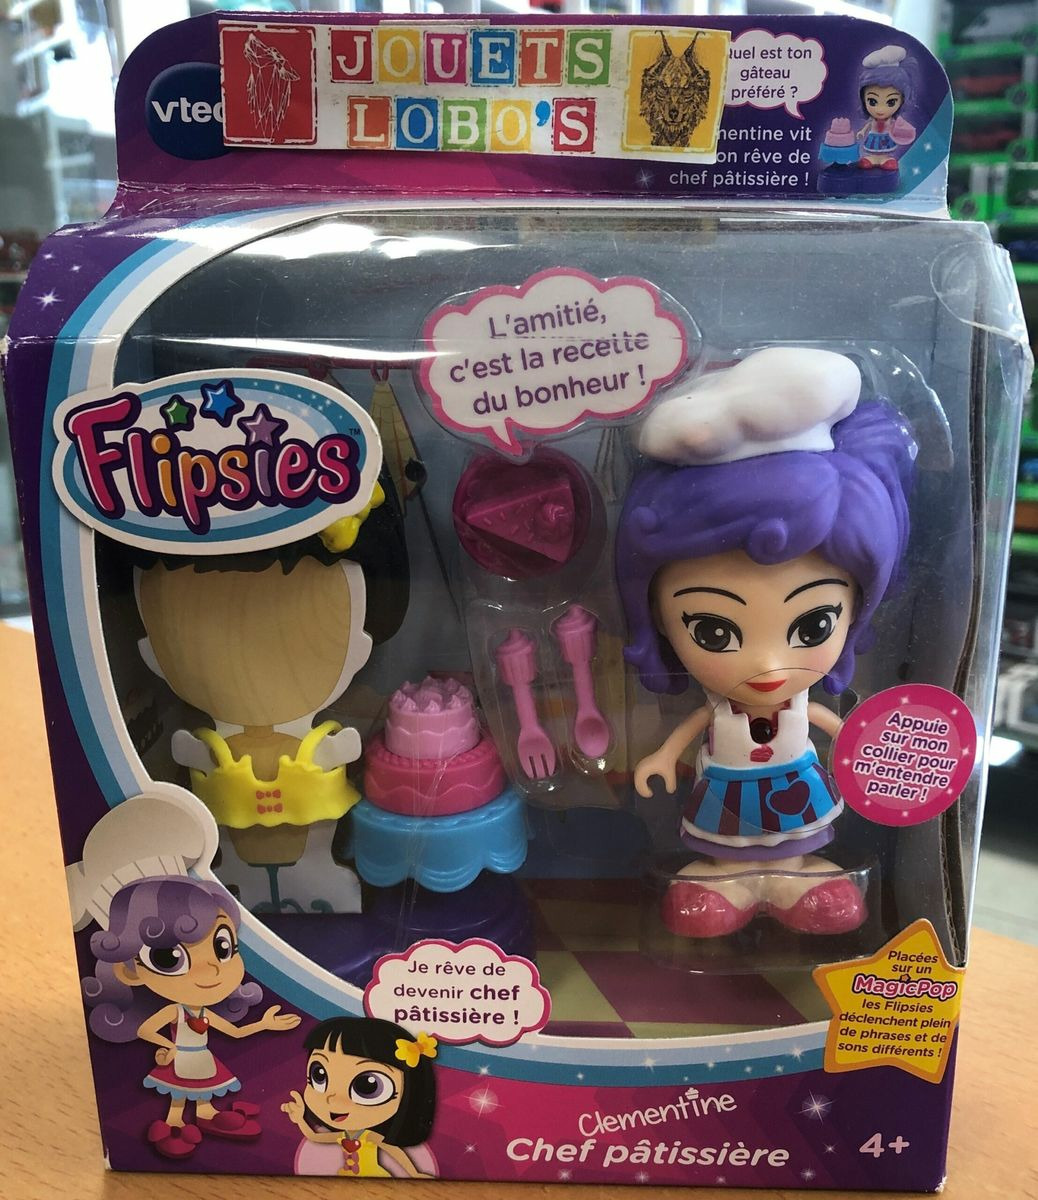 vtec
JOUETS
LOBO'S
Quel est ton
gâteau
préféré ?
mentine vit
on rêve de
chef pâtissière !
L'amitié,
c'est la recette
du bonheur !
Flipsies™
Appuie
sur mon
collier pour
m'entendre
parler !
Je rêve de
devenir chef
pâtissière !
Placées
sur un
MagicPop
les Flipsies
déclenchent plein
de phrases et de
sons différents !
Clementine
Chef pâtissière
4+